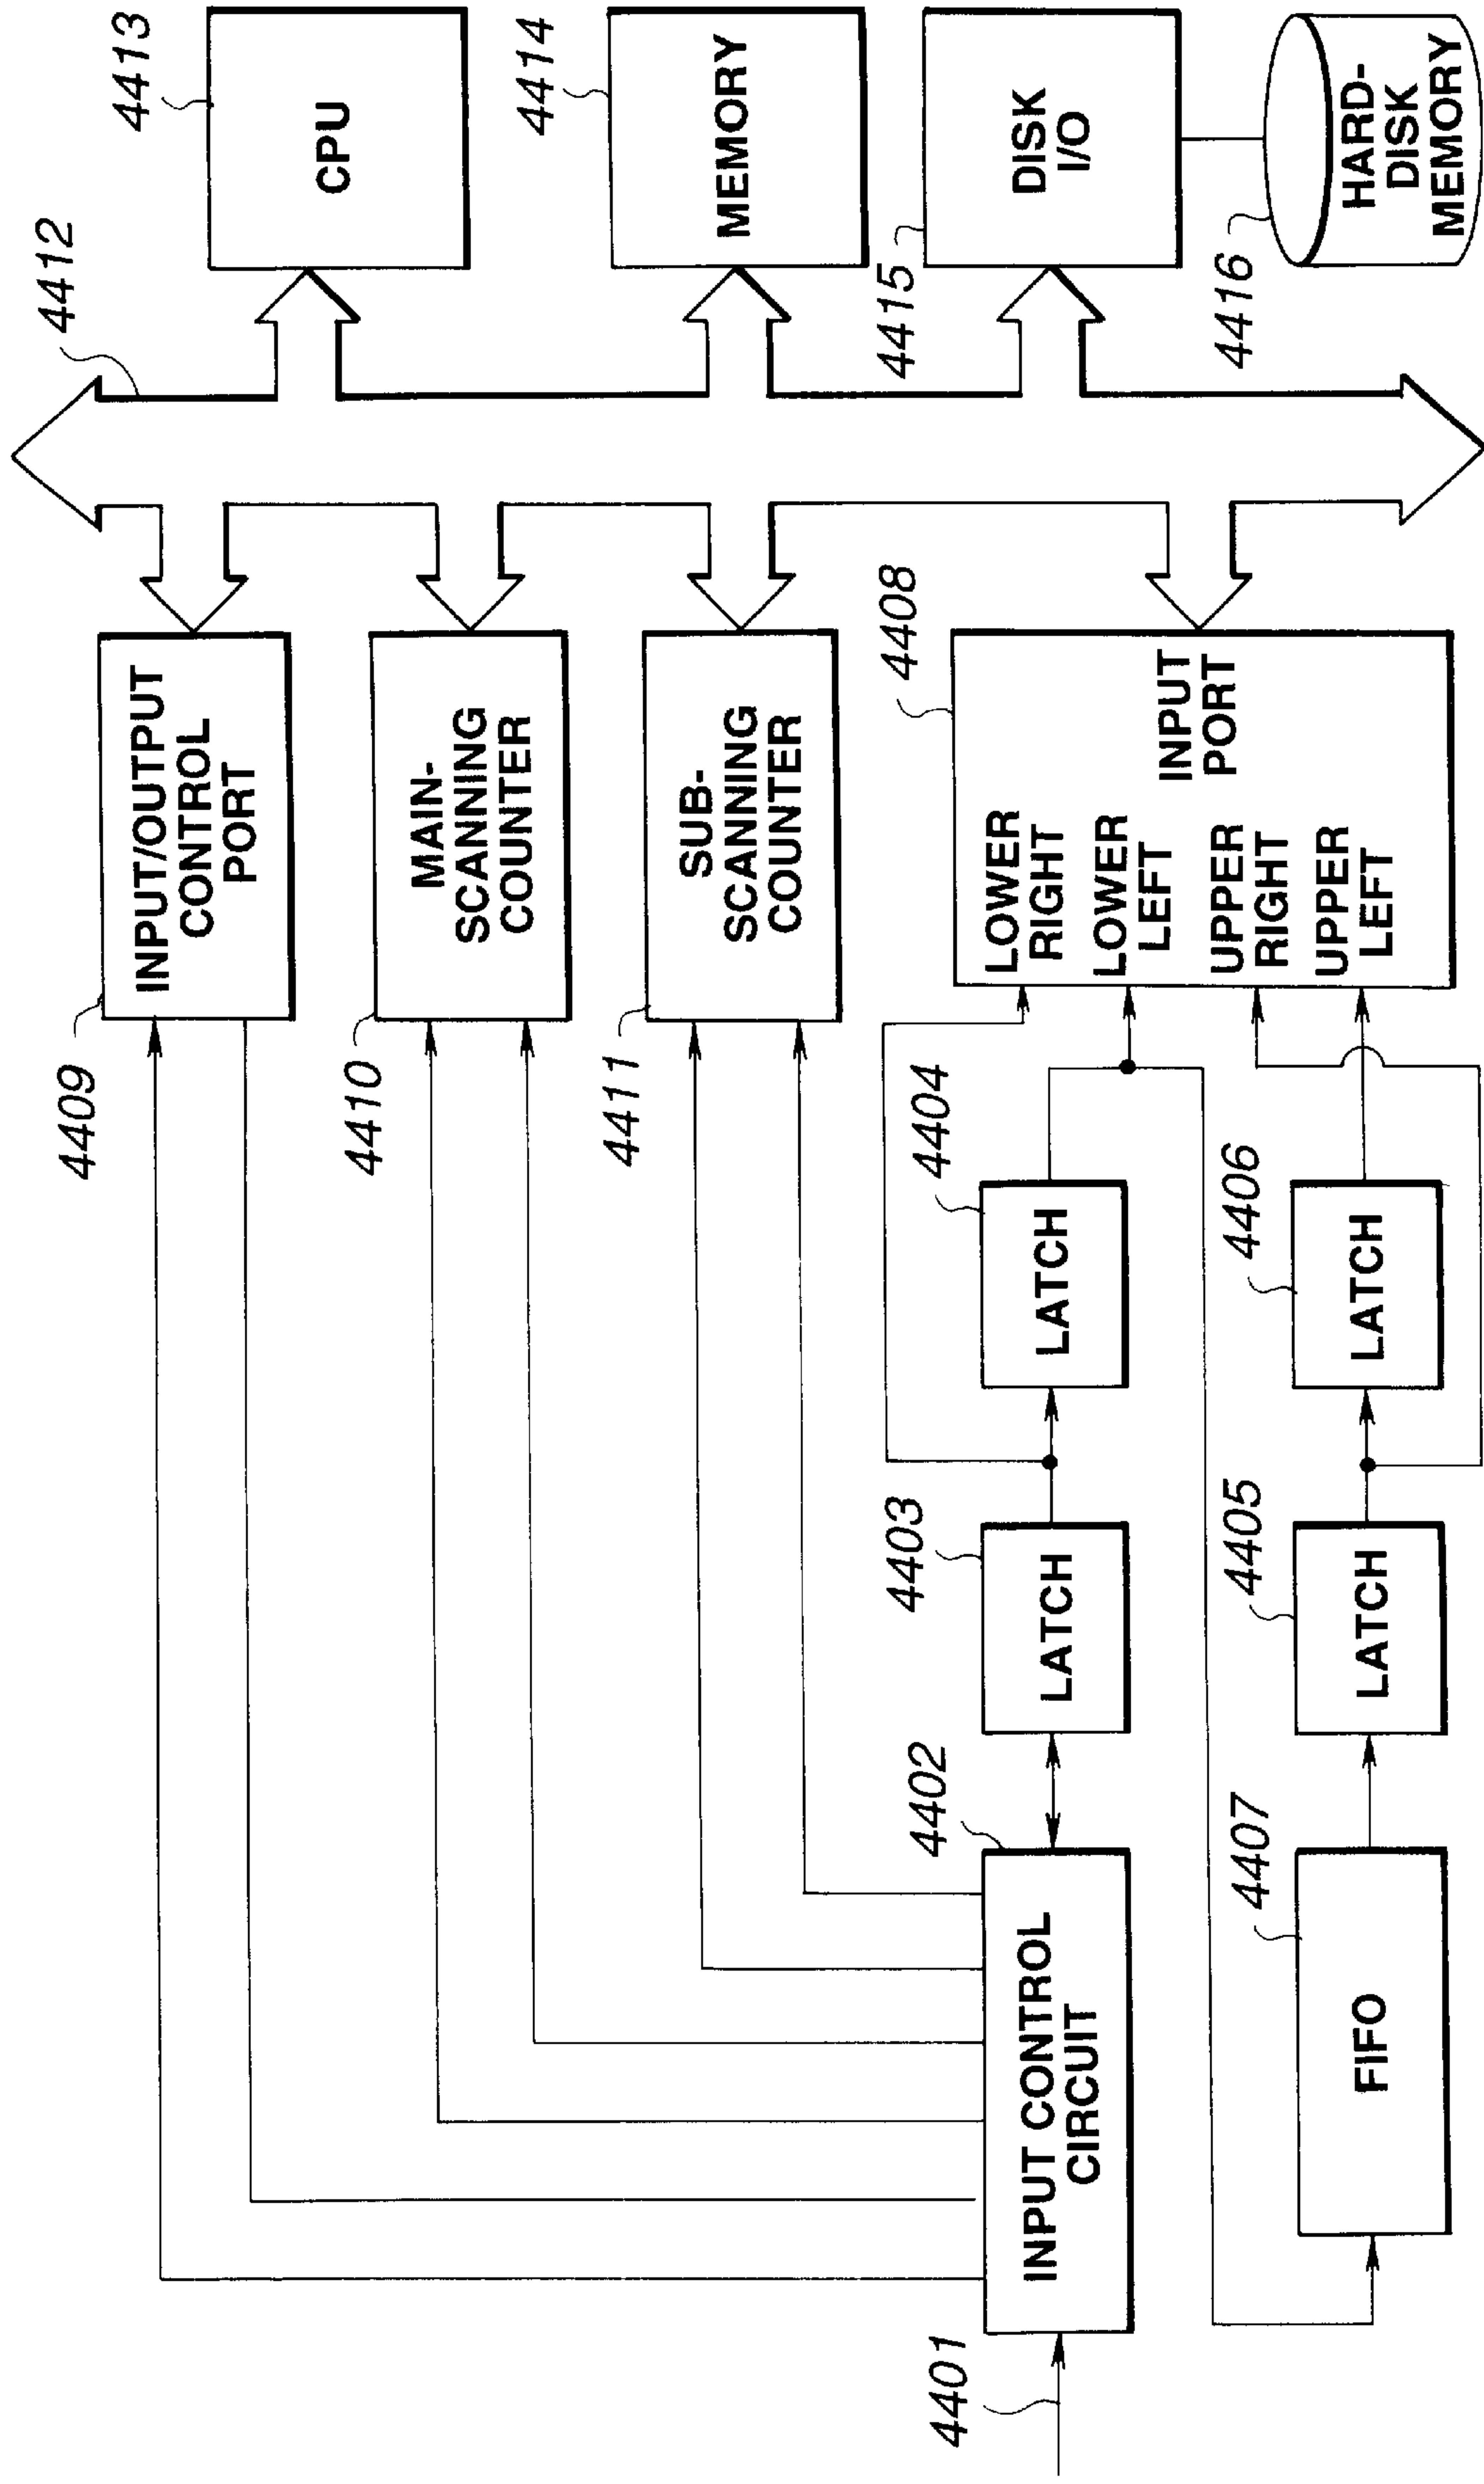 4409
INPUT/OUTPUT
CONTROL
PORT
4412
4413
CPU
4410
MAIN-
SCANNING
COUNTER
4414
MEMORY
4411
SUB-
SCANNING
COUNTER
4415
DISK
I/O
4416
HARD-
DISK
MEMORY
4401
4402
INPUT CONTROL
CIRCUIT
4403
LATCH
4404
LATCH
4408
LOWER
RIGHT
LOWER
LEFT
UPPER
RIGHT
UPPER
LEFT
INPUT
PORT
4407
FIFO
4405
LATCH
4406
LATCH